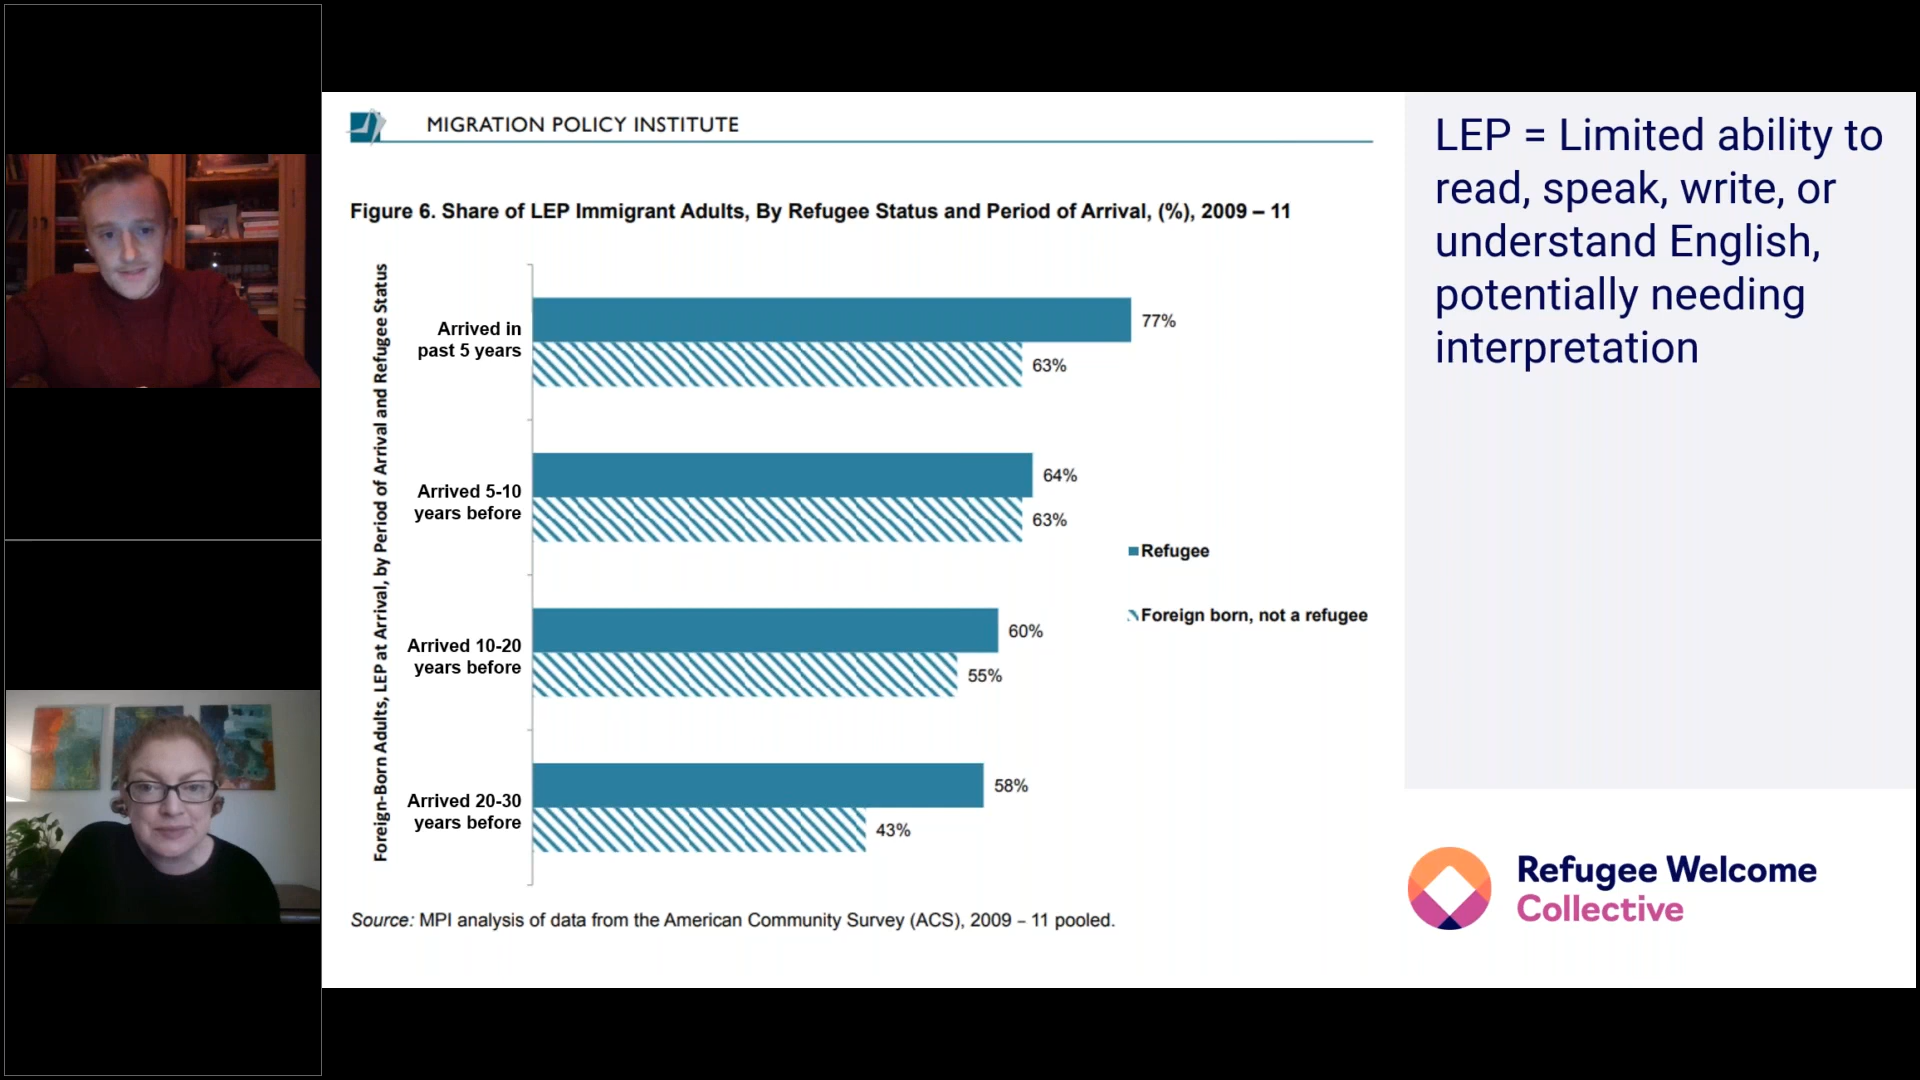 MIGRATION POLICY INSTITUTE
Figure 6. Share of LEP Immigrant Adults, By Refugee Status and Period of Arrival, (%), 2009 – 11
Foreign-Born Adults, LEP at Arrival, by Period of Arrival and Refugee Status
Arrived in
past 5 years
77%
63%
Arrived 5-10
years before
64%
63%
Arrived 10-20
years before
60%
55%
Arrived 20-30
years before
58%
43%
Refugee
Foreign born, not a refugee
Source: MPI analysis of data from the American Community Survey (ACS), 2009 – 11 pooled.
LEP = Limited ability to
read, speak, write, or
understand English,
potentially needing
interpretation
Refugee Welcome
Collective